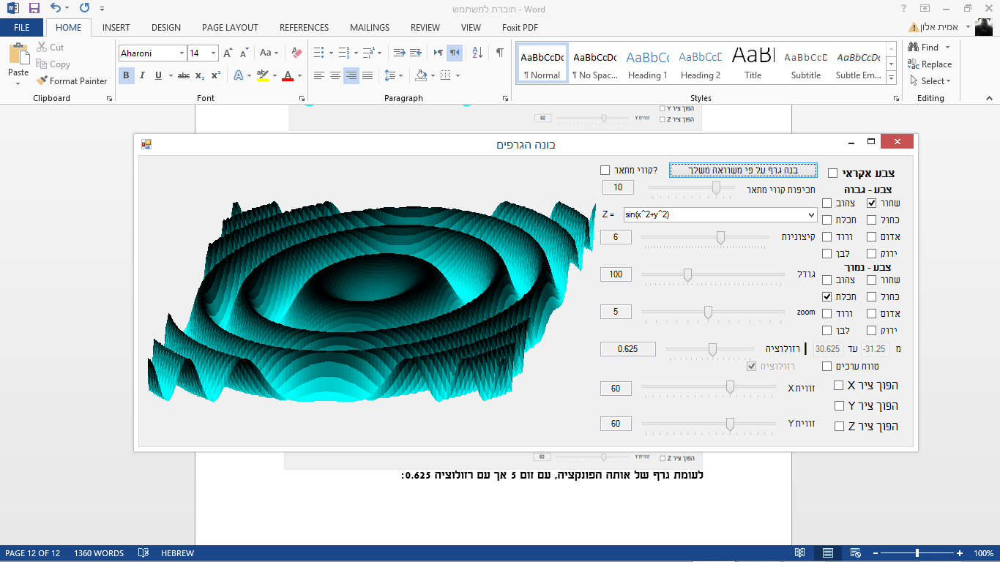 חוברת למשתמש - Word
FILE HOME INSERT DESIGN PAGE LAYOUT REFERENCES MAILINGS REVIEW VIEW Foxit PDF
אמית אלון
Paste
Cut
Copy
Format Painter
Clipboard
Aharoni 14
Font
Paragraph
AaBbCcDc ¶ Normal
AaBbCcDc ¶ No Spac...
AaBbCc Heading 1
AaBbCcC Heading 2
AaBl Title
AaBbCcD Subtitle
AaBbCcDc Subtle Em...
Styles
Find
Replace
Select
Editing
הפוך ציר Y
60 זווית Y הפוך ציר Z
בונה הגרפים
קווי מתאר?
בנה גרף על פי משוואה משלך
צבע אקראי
10 תכיפות קווי מתאר
צבע - גבוה
שחור צהוב
כחול תכלת
אדום ורוד
ירוק לבן
Z = sin(x^2+y^2)
6 קיצוניות
צבע - נמוך
שחור צהוב
כחול תכלת
אדום ורוד
ירוק לבן
100 גודל
5 zoom
0.625 רזולוציה
מ -31.25 עד 30.625
רזולוציה
טווח ערכים
60 זווית X
הפוך ציר X
הפוך ציר Y
60 זווית Y
הפוך ציר Z
60 זווית Y הפוך ציר Z
לעומת גרף של אותה הפונקציה, עם זום 5 אך עם רזולוציה 0.625:
PAGE 12 OF 12 1360 WORDS HEBREW 100%